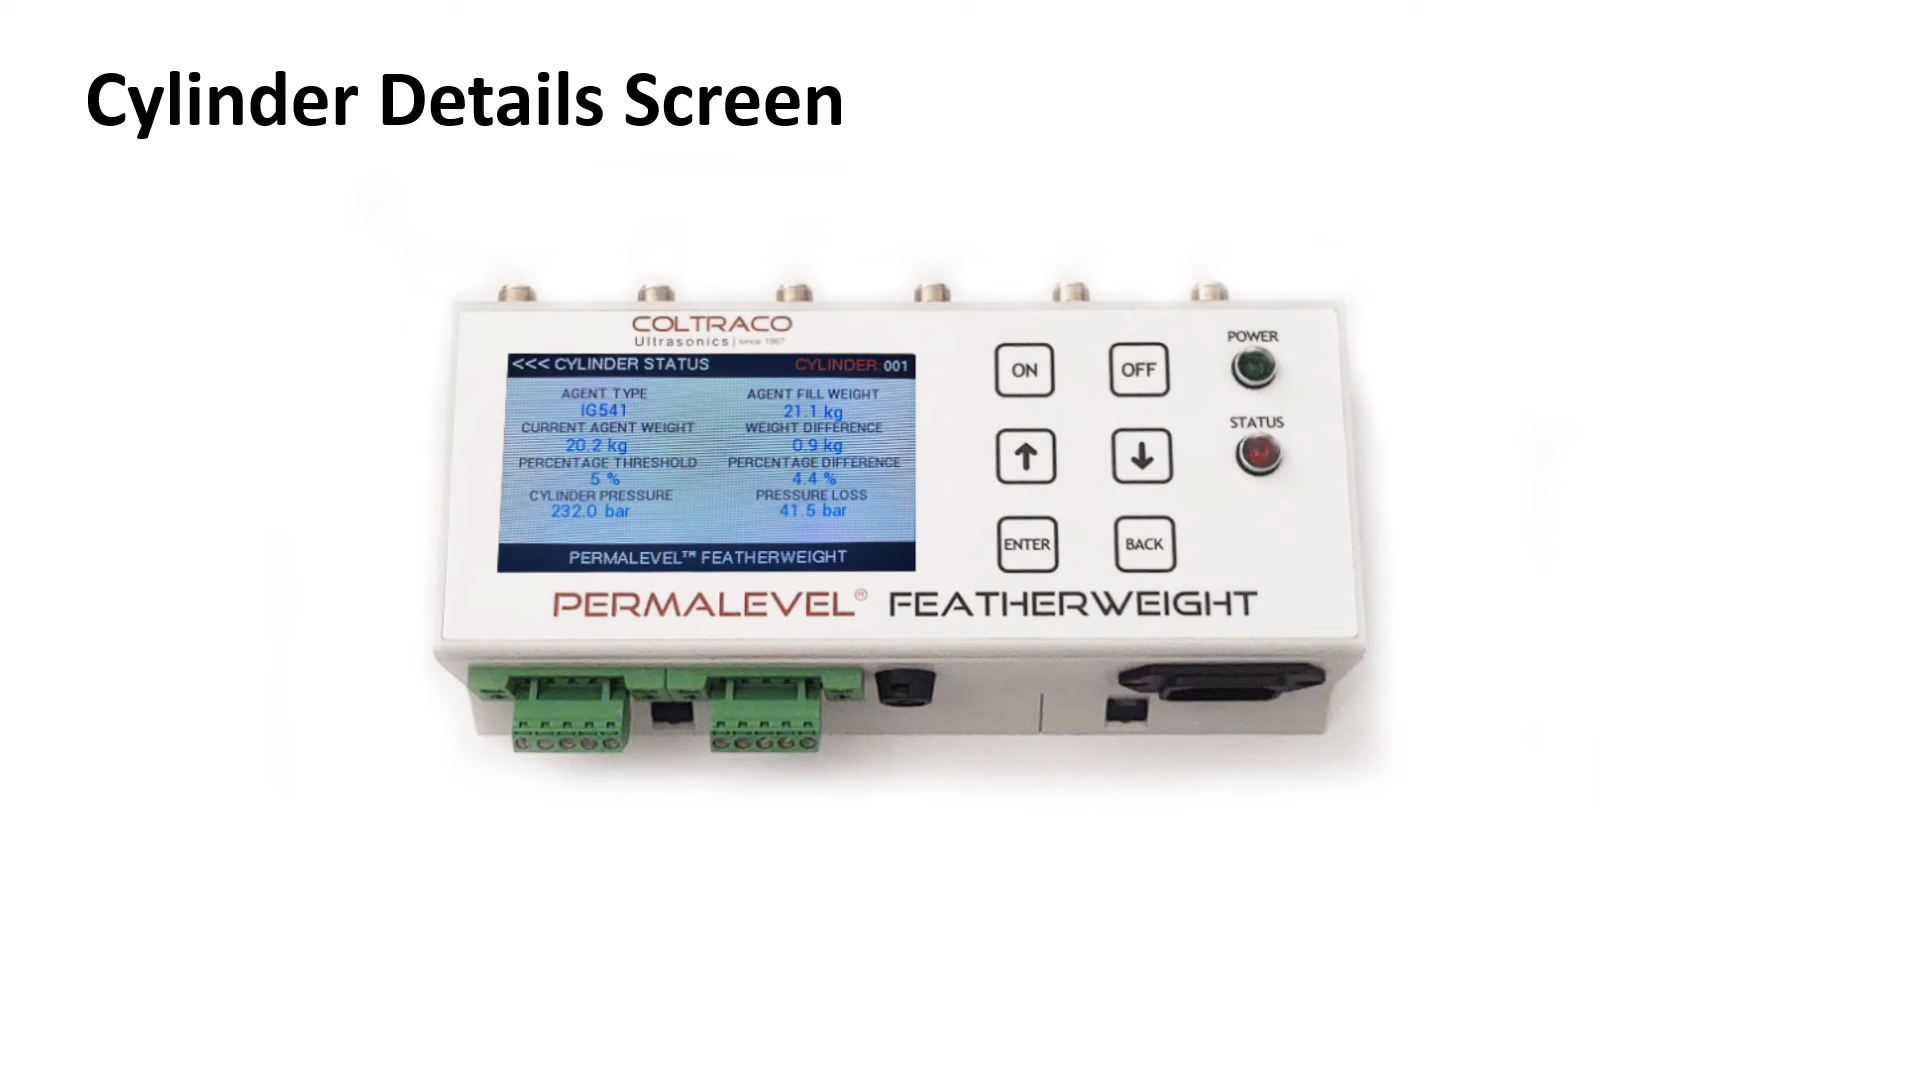 Cylinder Details Screen
COLTRACO
Ultrasonics | since 1987
<<< CYLINDER STATUS CYLINDER: 001
AGENT TYPE AGENT FILL WEIGHT
IG541 21.1 kg
CURRENT AGENT WEIGHT WEIGHT DIFFERENCE
20.2 kg 0.9 kg
PERCENTAGE THRESHOLD PERCENTAGE DIFFERENCE
5 % 4.4 %
CYLINDER PRESSURE PRESSURE LOSS
232.0 bar 41.5 bar
PERMALEVEL™ FEATHERWEIGHT
ON OFF POWER
STATUS
ENTER BACK
PERMALEVEL® FEATHERWEIGHT